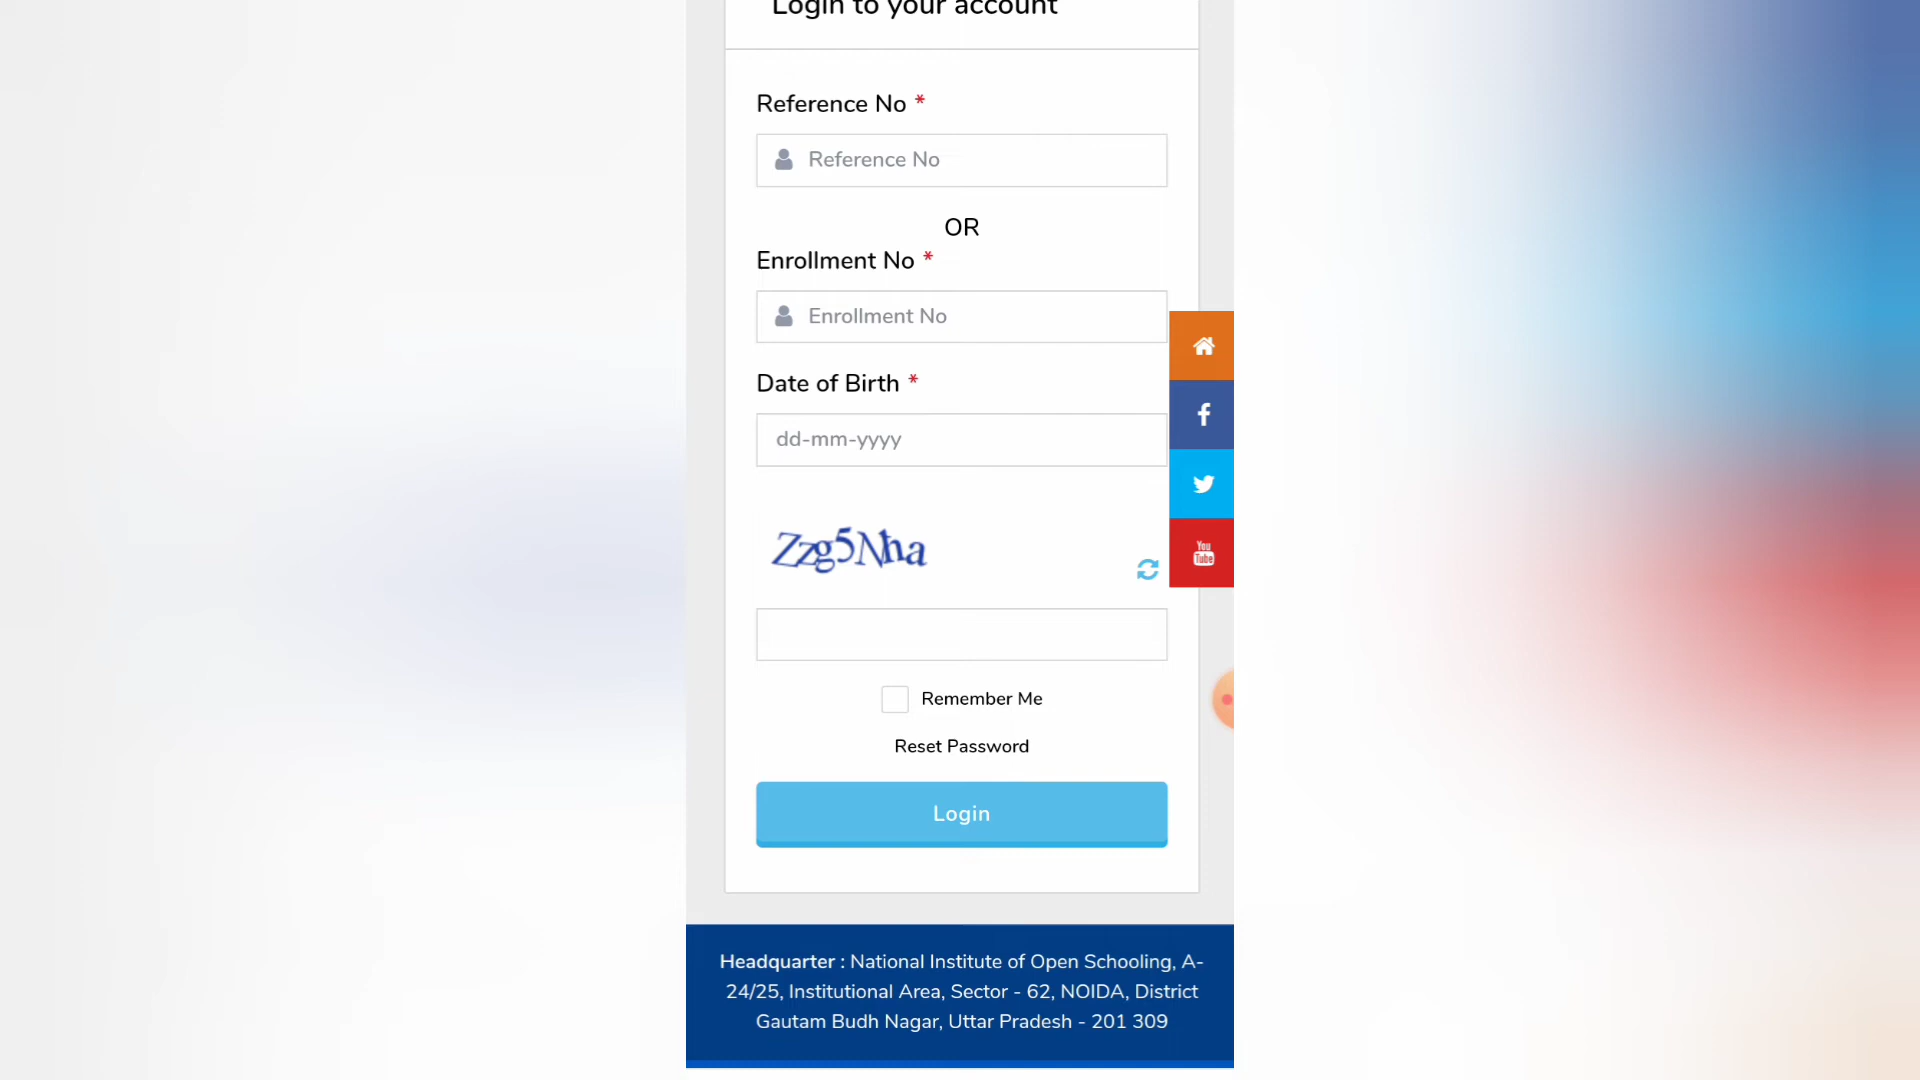 Login to your account
Reference No *
Reference No
OR
Enrollment No *
Enrollment No
Date of Birth *
dd-mm-yyyy
Zzg5Nha
Remember Me
Reset Password
Login
You
Tube
Headquarter : National Institute of Open Schooling, A-
24/25, Institutional Area, Sector - 62, NOIDA, District
Gautam Budh Nagar, Uttar Pradesh - 201 309